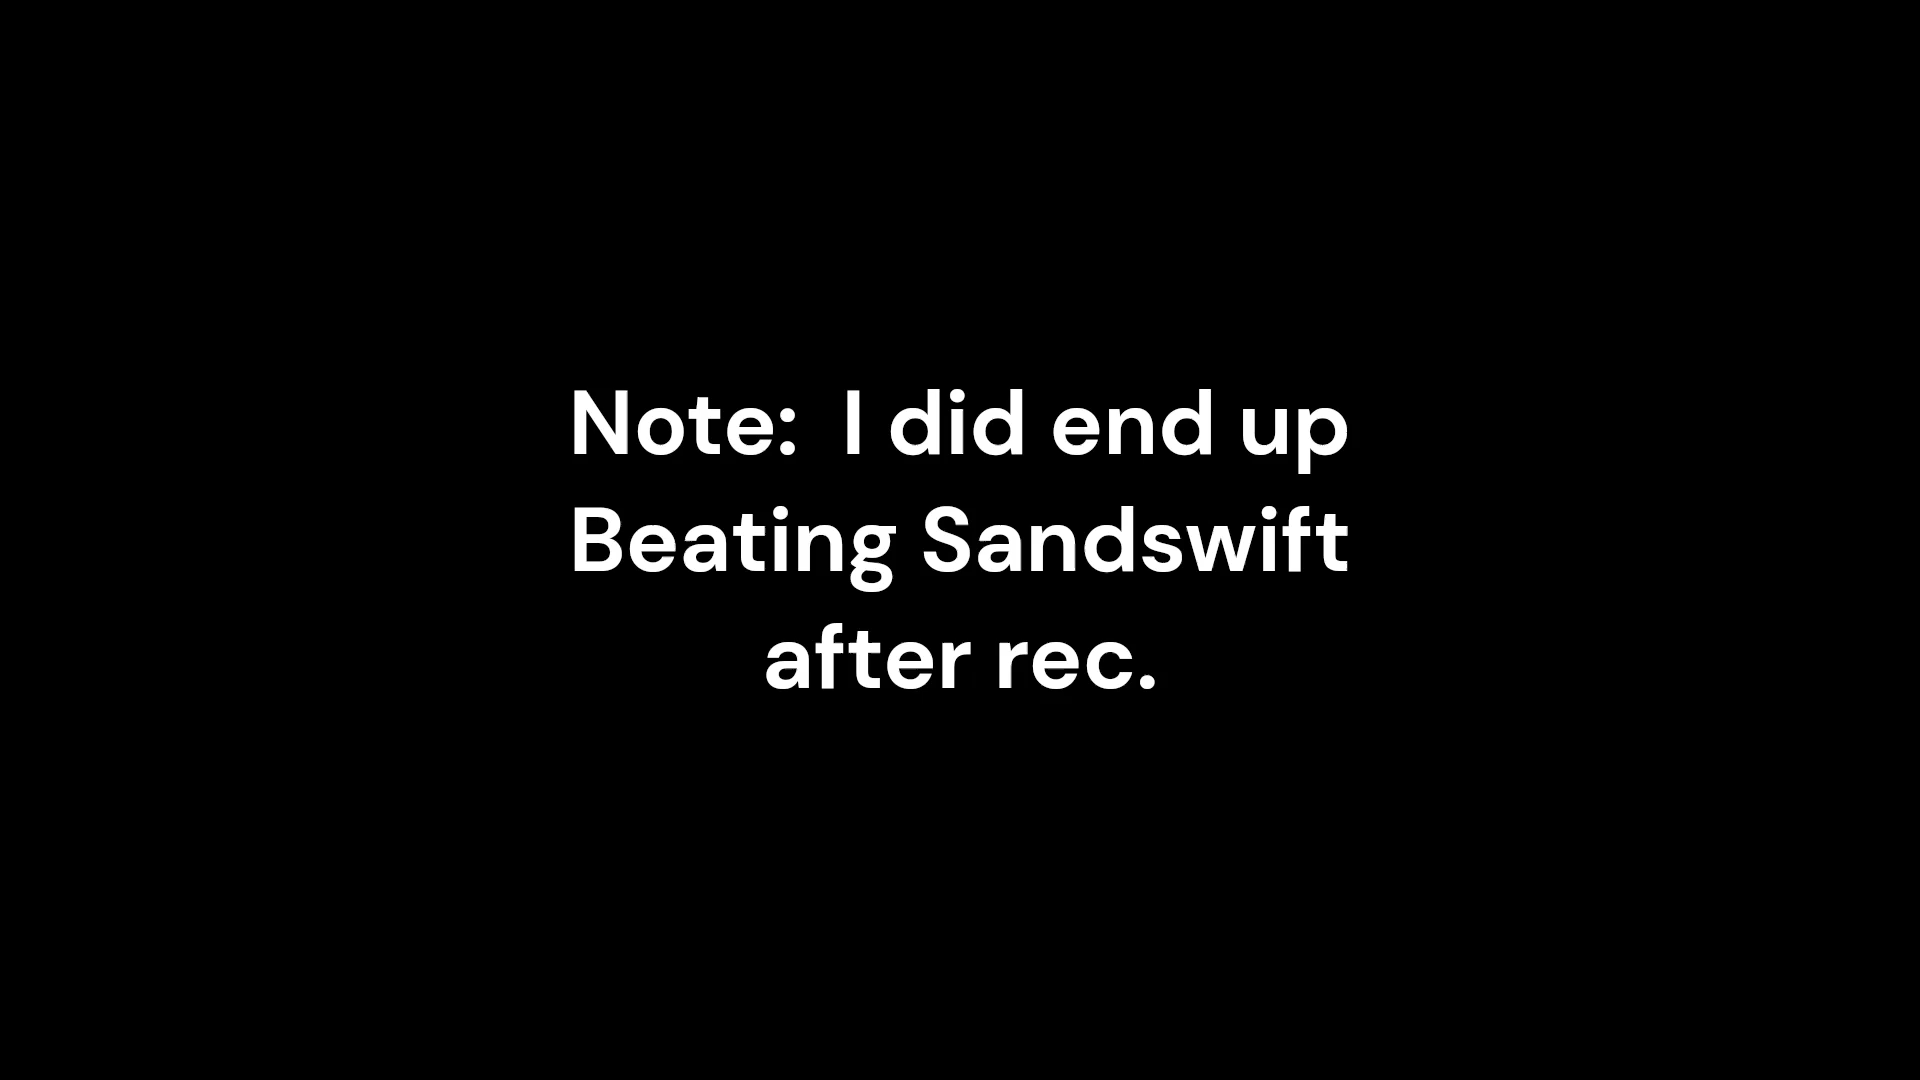 Note:  I did end up
Beating Sandswift
after rec.